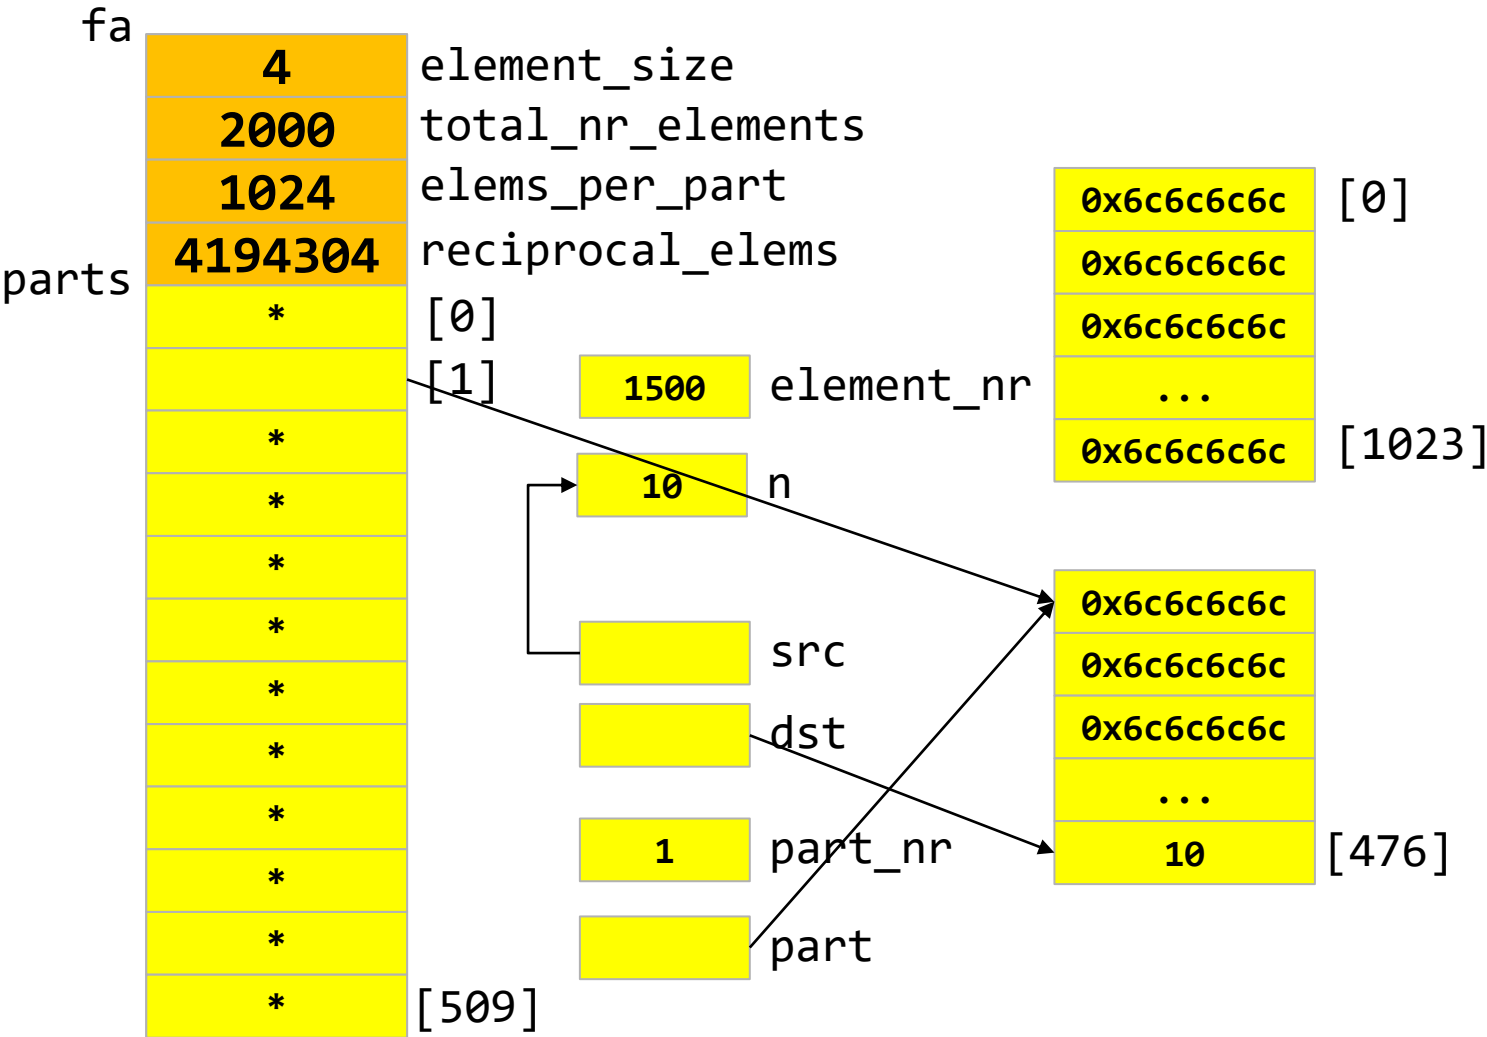 fa
4 element_size
2000 total_nr_elements
1024 elems_per_part
4194304 reciprocal_elems
parts
* [0]
[1]
*
*
*
*
*
*
*
*
*
* [509]
1500 element_nr
10 n
src
dst
1 part_nr
part
0x6c6c6c6c [0]
0x6c6c6c6c
0x6c6c6c6c
...
0x6c6c6c6c [1023]
0x6c6c6c6c
0x6c6c6c6c
0x6c6c6c6c
...
10 [476]